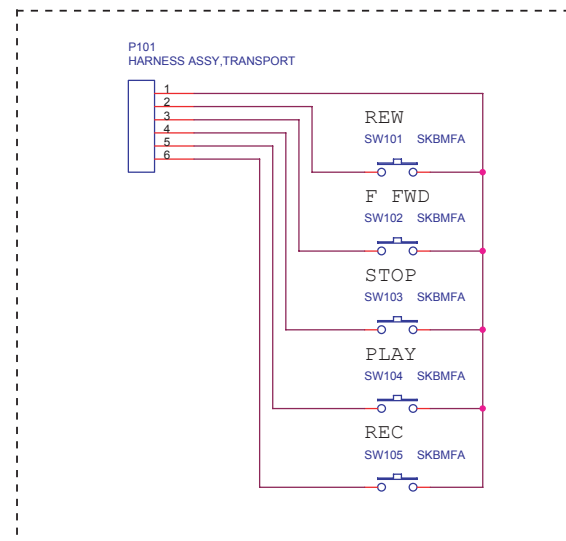 P101
HARNESS ASSY,TRANSPORT
1
2
3
4
5
6
REW
SW101 SKBMFA
F FWD
SW102 SKBMFA
STOP
SW103 SKBMFA
PLAY
SW104 SKBMFA
REC
SW105 SKBMFA